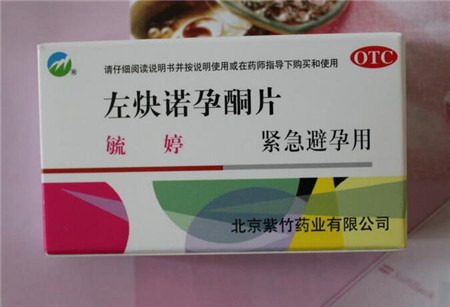 请仔细阅读说明书并按说明使用或在药师指导下购买和使用
OTC
左炔诺孕酮片
毓 婷 紧急避孕用
北京紫竹药业有限公司